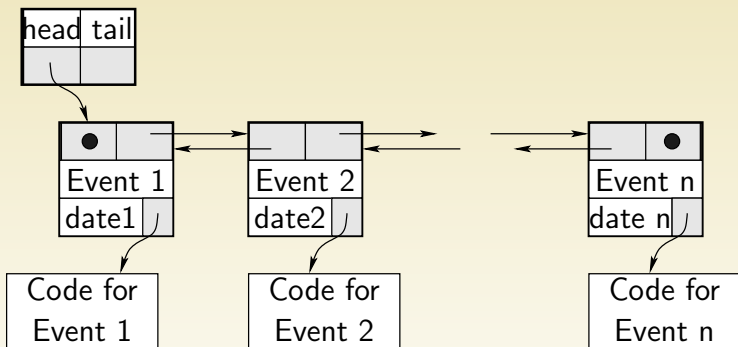 head tail
Event 1
Event 2
Event n
date1
date2
date n
Code for
Event 1
Code for
Event 2
Code for
Event n